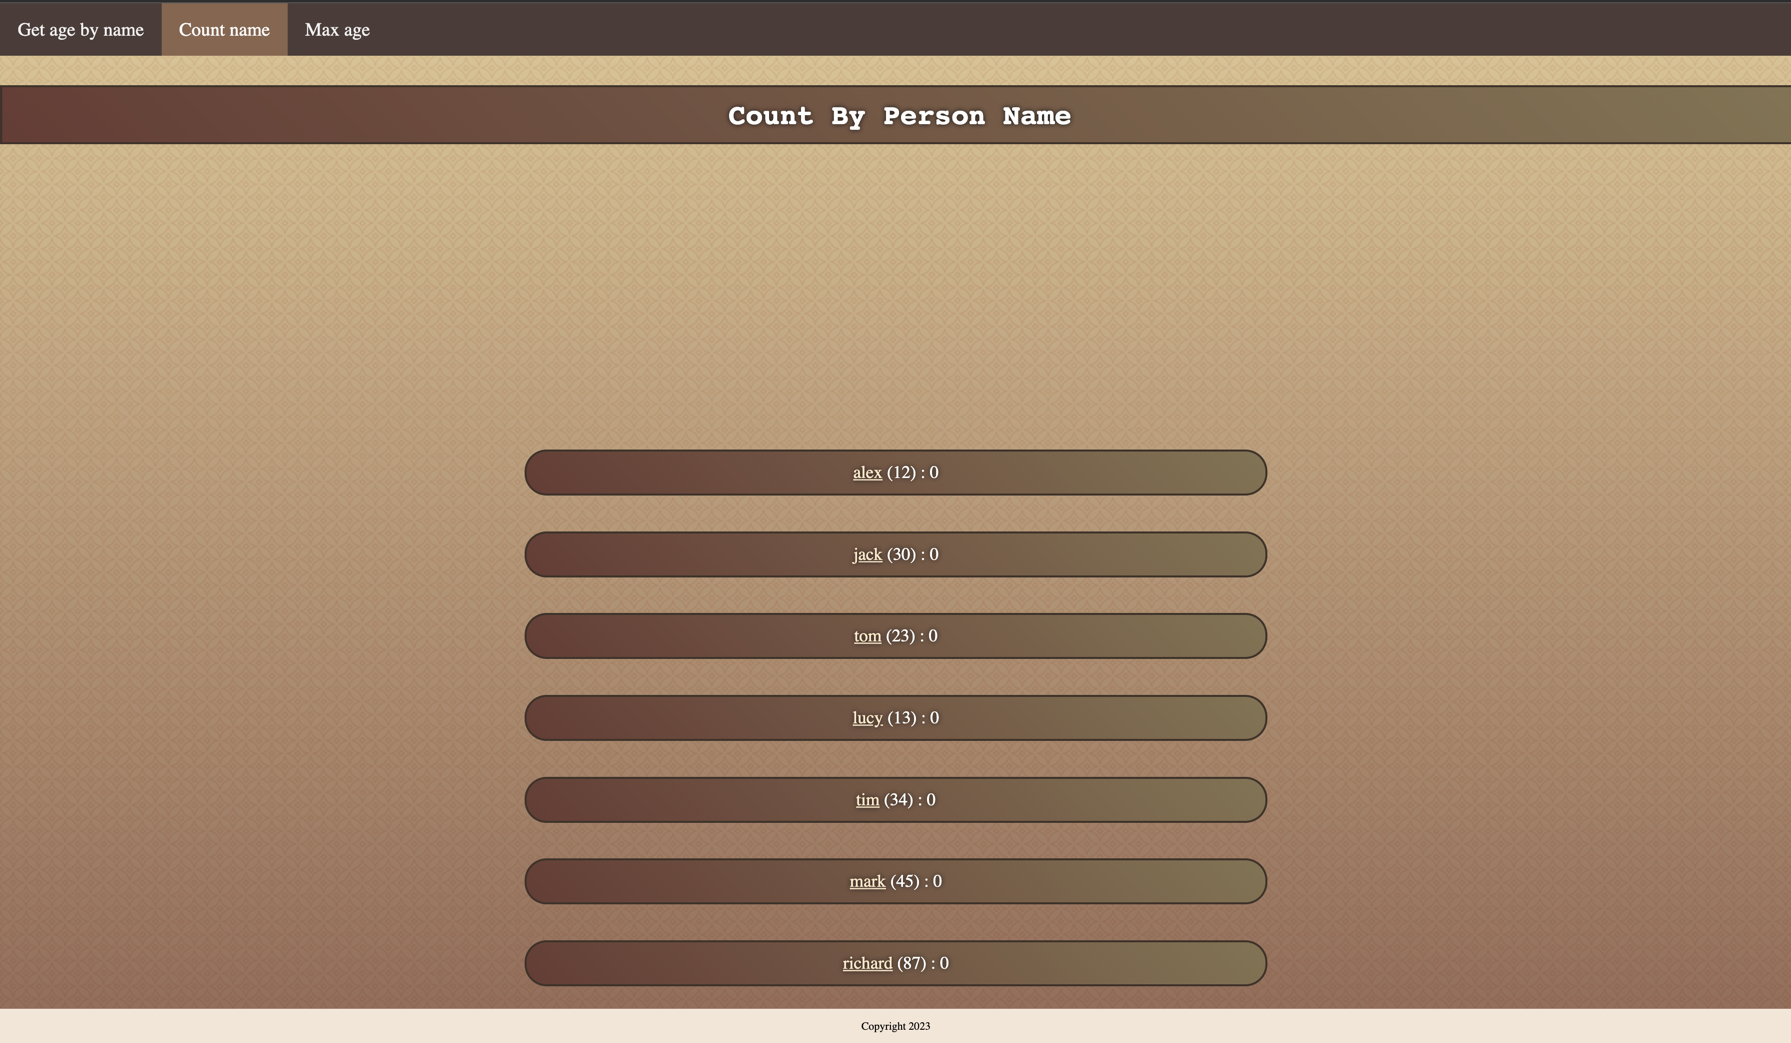 Get age by name Count name Max age
Count By Person Name
alex (12) : 0
jack (30) : 0
tom (23) : 0
lucy (13) : 0
tim (34) : 0
mark (45) : 0
richard (87) : 0
Copyright 2023